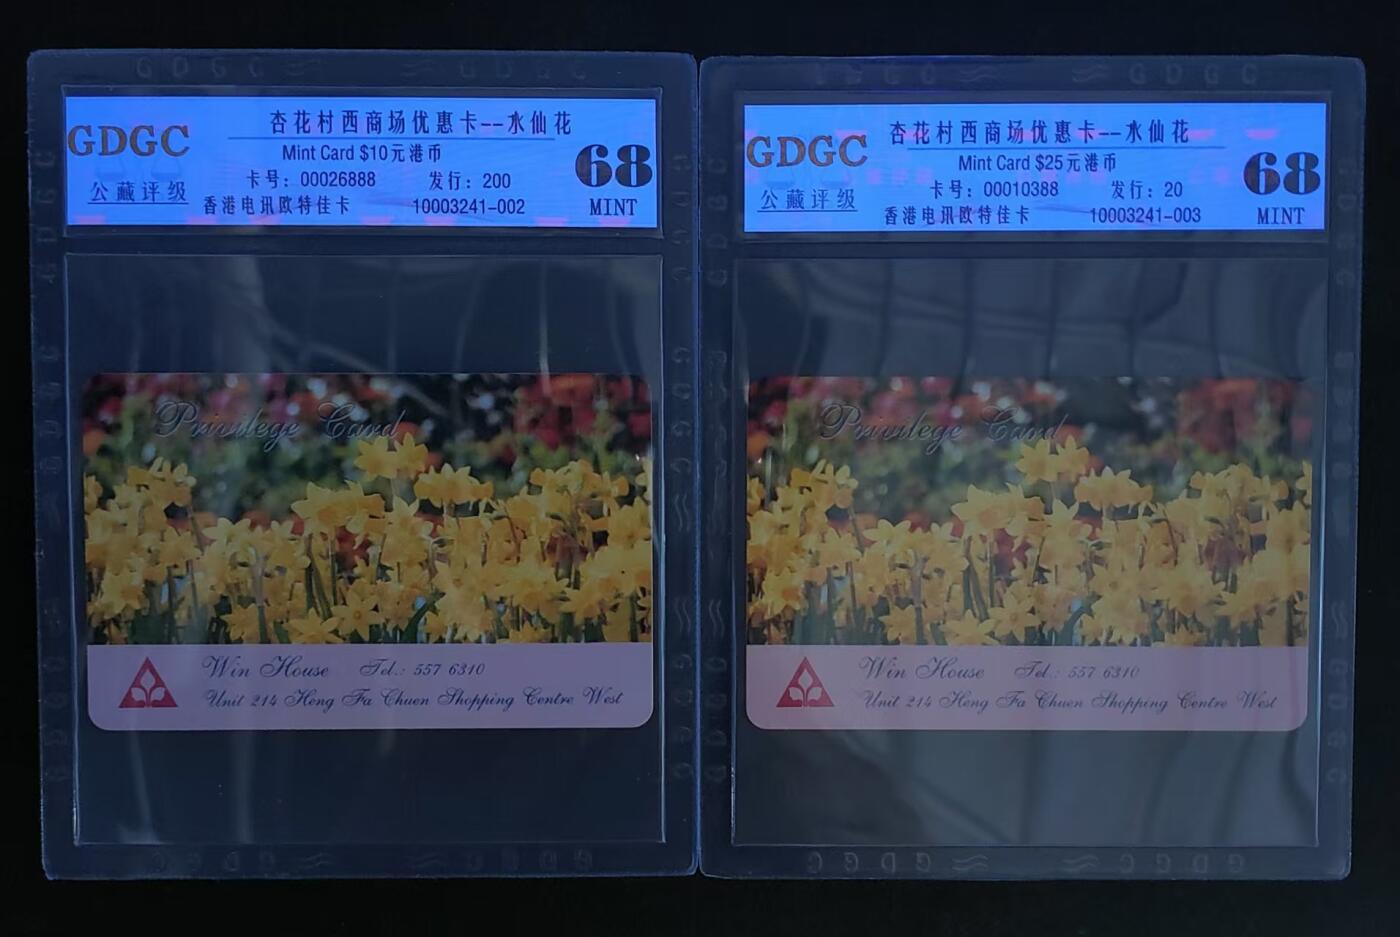 GDGC
公藏评级
杏花村西商场优惠卡--水仙花
Mint Card $10元港币
卡号：00026888 发行：200
香港电讯欧特佳卡 10003241-002
68
MINT
Privilege Card
Win House Tel.: 557 6310
Unit 214 Heng Fa Chuen Shopping Centre West
GDGC
公藏评级
杏花村西商场优惠卡--水仙花
Mint Card $25元港币
卡号：00010388 发行：20
香港电讯欧特佳卡 10003241-003
68
MINT
Privilege Card
Win House Tel.: 557 6310
Unit 214 Heng Fa Chuen Shopping Centre West